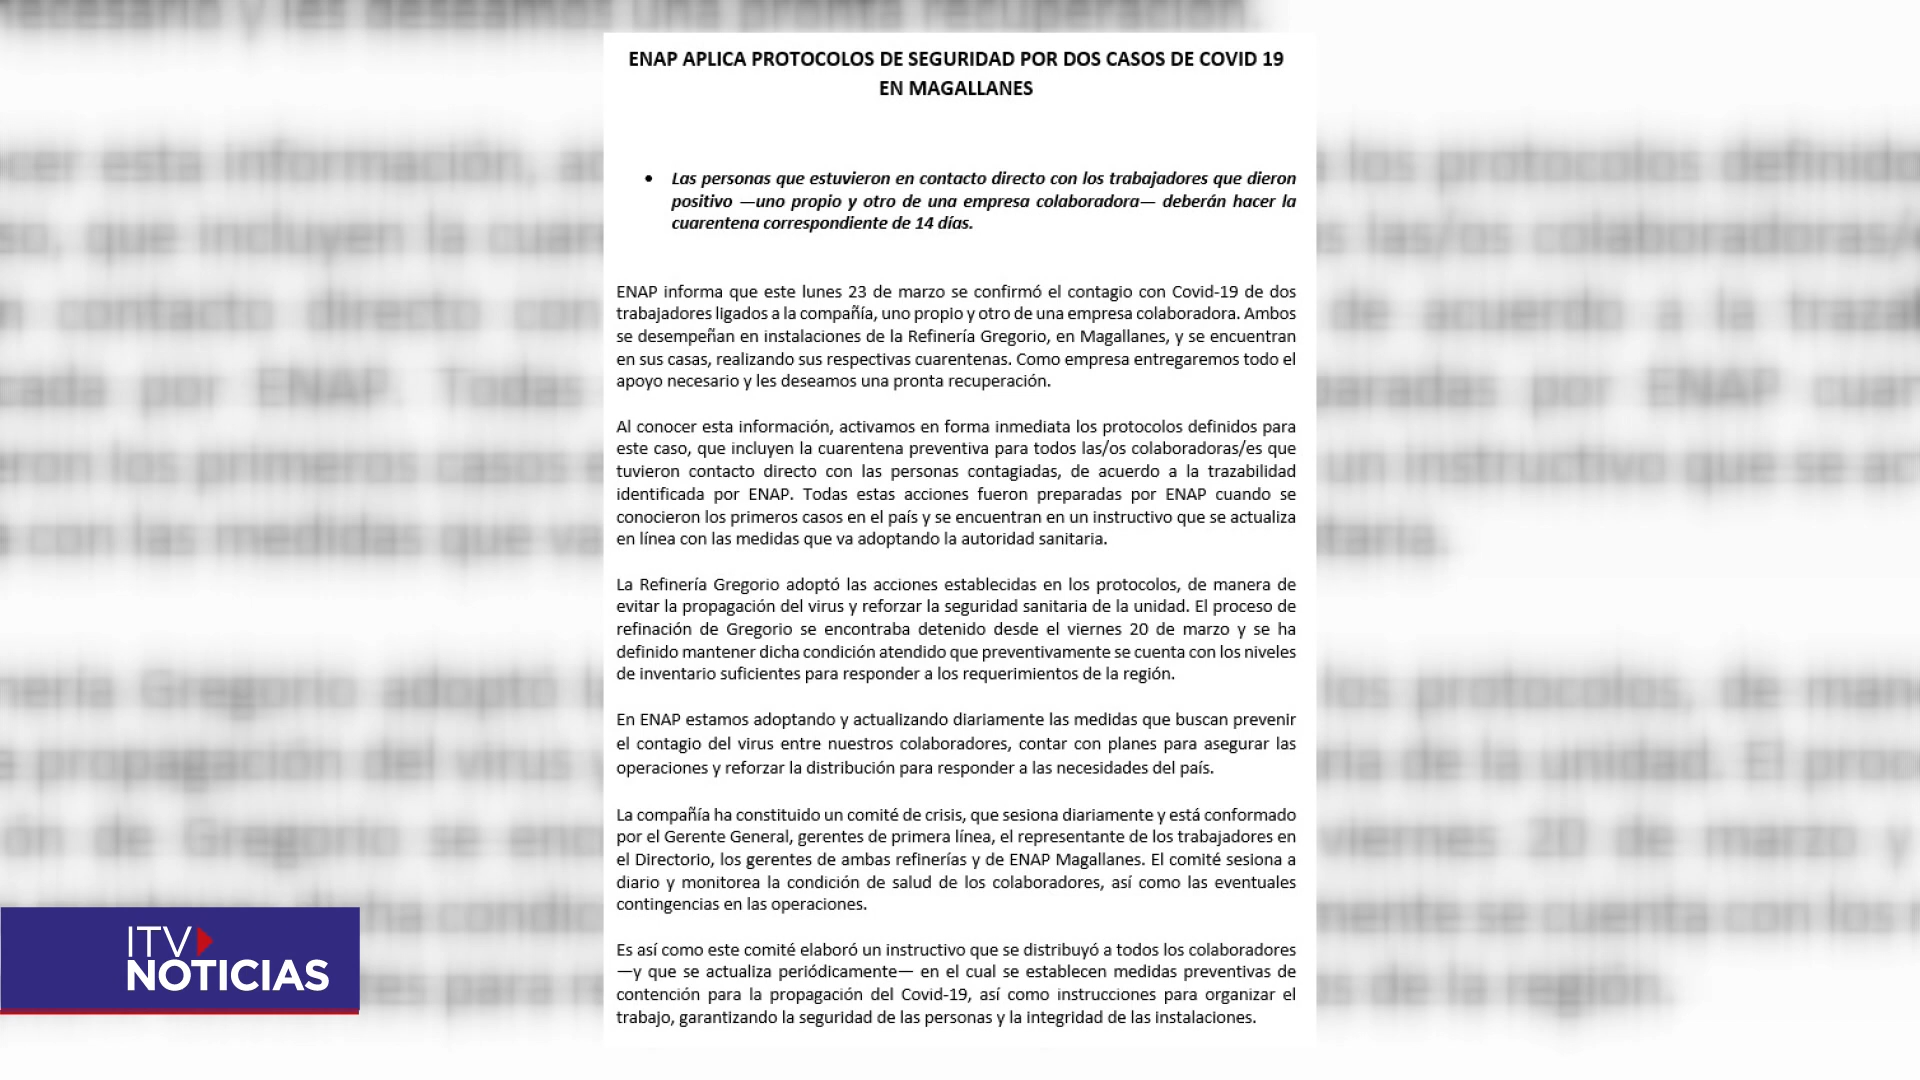 ENAP APLICA PROTOCOLOS DE SEGURIDAD POR DOS CASOS DE COVID 19
EN MAGALLANES
• Las personas que estuvieron en contacto directo con los trabajadores que dieron
positivo —uno propio y otro de una empresa colaboradora— deberán hacer la
cuarentena correspondiente de 14 días.
ENAP informa que este lunes 23 de marzo se confirmó el contagio con Covid-19 de dos
trabajadores ligados a la compañía, uno propio y otro de una empresa colaboradora. Ambos
se desempeñan en instalaciones de la Refinería Gregorio, en Magallanes, y se encuentran
en sus casas, realizando sus respectivas cuarentenas. Como empresa entregaremos todo el
apoyo necesario y les deseamos una pronta recuperación.
Al conocer esta información, activamos en forma inmediata los protocolos definidos para
este caso, que incluyen la cuarentena preventiva para todos las/os colaboradoras/es que
tuvieron contacto directo con las personas contagiadas, de acuerdo a la trazabilidad
identificada por ENAP. Todas estas acciones fueron preparadas por ENAP cuando se
conocieron los primeros casos en el país y se encuentran en un instructivo que se actualiza
en línea con las medidas que va adoptando la autoridad sanitaria.
La Refinería Gregorio adoptó las acciones establecidas en los protocolos, de manera de
evitar la propagación del virus y reforzar la seguridad sanitaria de la unidad. El proceso de
refinación de Gregorio se encontraba detenido desde el viernes 20 de marzo y se ha
definido mantener dicha condición atendido que preventivamente se cuenta con los niveles
de inventario suficientes para responder a los requerimientos de la región.
En ENAP estamos adoptando y actualizando diariamente las medidas que buscan prevenir
el contagio del virus entre nuestros colaboradores, contar con planes para asegurar las
operaciones y reforzar la distribución para responder a las necesidades del país.
La compañía ha constituido un comité de crisis, que sesiona diariamente y está conformado
por el Gerente General, gerentes de primera línea, el representante de los trabajadores en
el Directorio, los gerentes de ambas refinerías y de ENAP Magallanes. El comité sesiona a
diario y monitorea la condición de salud de los colaboradores, así como las eventuales
contingencias en las operaciones.
Es así como este comité elaboró un instructivo que se distribuyó a todos los colaboradores
—y que se actualiza periódicamente— en el cual se establecen medidas preventivas de
contención para la propagación del Covid-19, así como instrucciones para organizar el
trabajo, garantizando la seguridad de las personas y la integridad de las instalaciones.
ITV
NOTICIAS